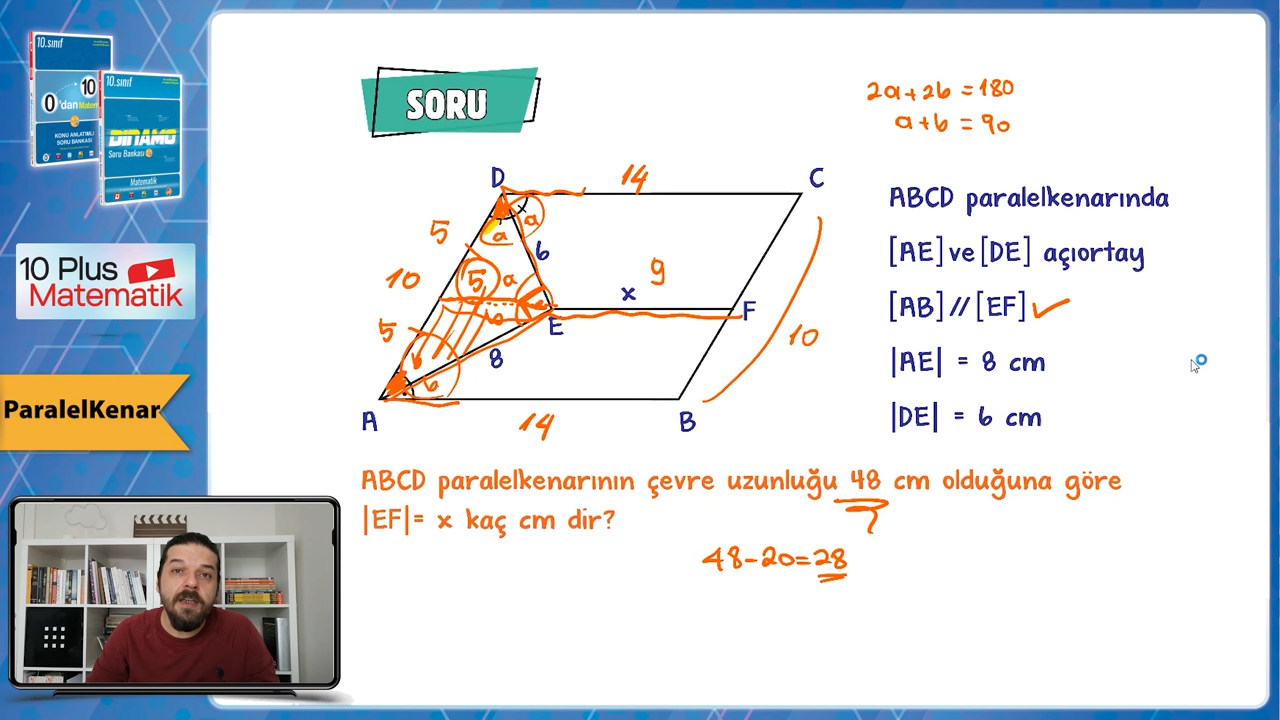 10.sınıf
10.sınıf
0'dan 10
KONU ANLATIMLI
SORU BANKASI
DINAMO
Soru Bankası
Matematik
10 Plus
Matematik
ParalelKenar
SORU
2a+2b=180
a+b=90
D
14
C
5
a
a
6
10
5
a
9
x
b
E
F
5
8
10
b
b
A
14
B
ABCD paralelkenarında
[AE] ve [DE] açıortay
[AB] // [EF]
|AE| = 8 cm
|DE| = 6 cm
ABCD paralelkenarının çevre uzunluğu 48 cm olduğuna göre
|EF|= x kaç cm dir?
48-20=28